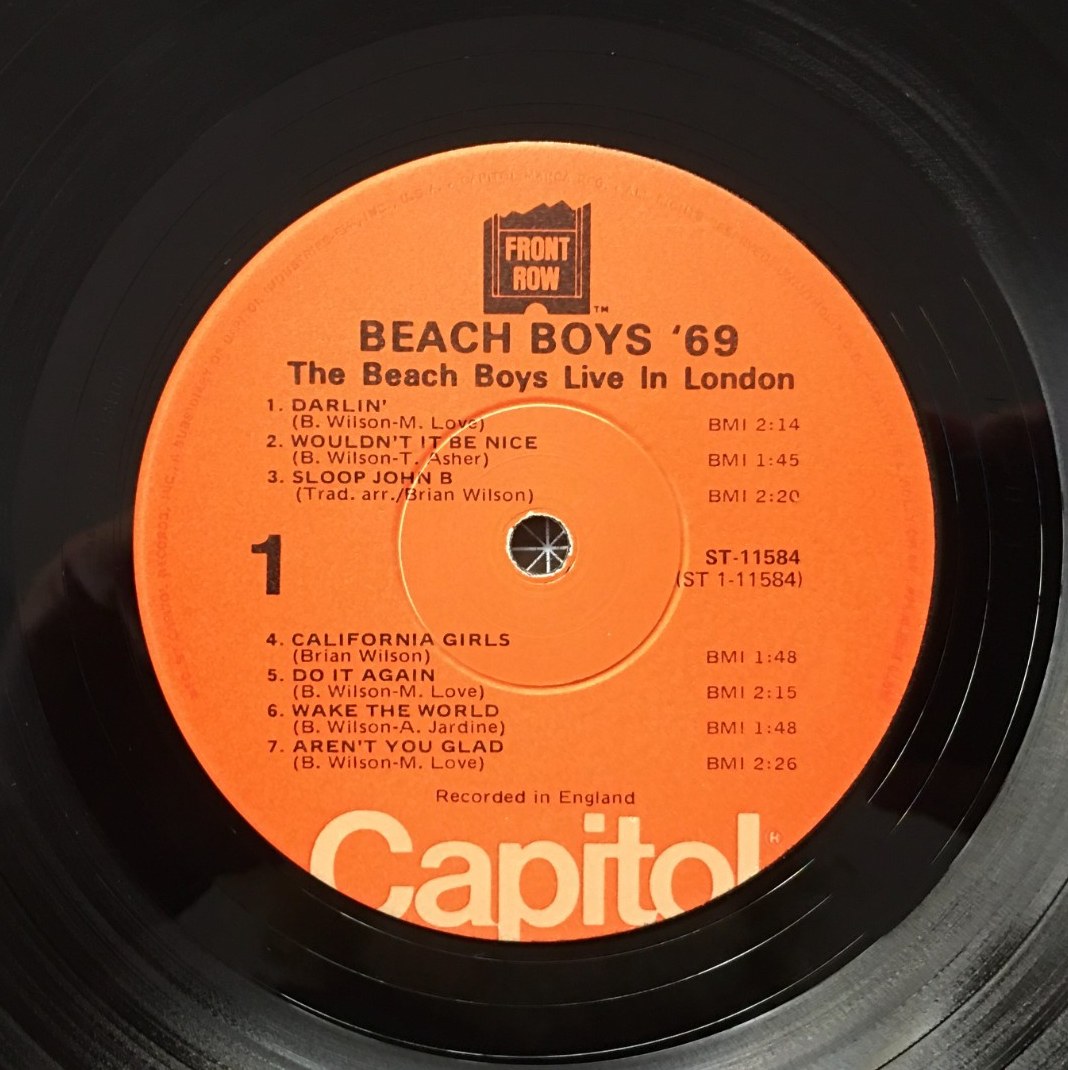 FRONT
ROW
TM
BEACH BOYS '69
The Beach Boys Live In London
1. DARLIN'
(B. Wilson-M. Love) BMI 2:14
2. WOULDN'T IT BE NICE
(B. Wilson-T. Asher) BMI 1:45
3. SLOOP JOHN B
(Trad. arr./Brian Wilson) BMI 2:20
1
ST-11584
(ST 1-11584)
4. CALIFORNIA GIRLS
(Brian Wilson) BMI 1:48
5. DO IT AGAIN
(B. Wilson-M. Love) BMI 2:15
6. WAKE THE WORLD
(B. Wilson-A. Jardine) BMI 1:48
7. AREN'T YOU GLAD
(B. Wilson-M. Love) BMI 2:26
Recorded in England
Capitol